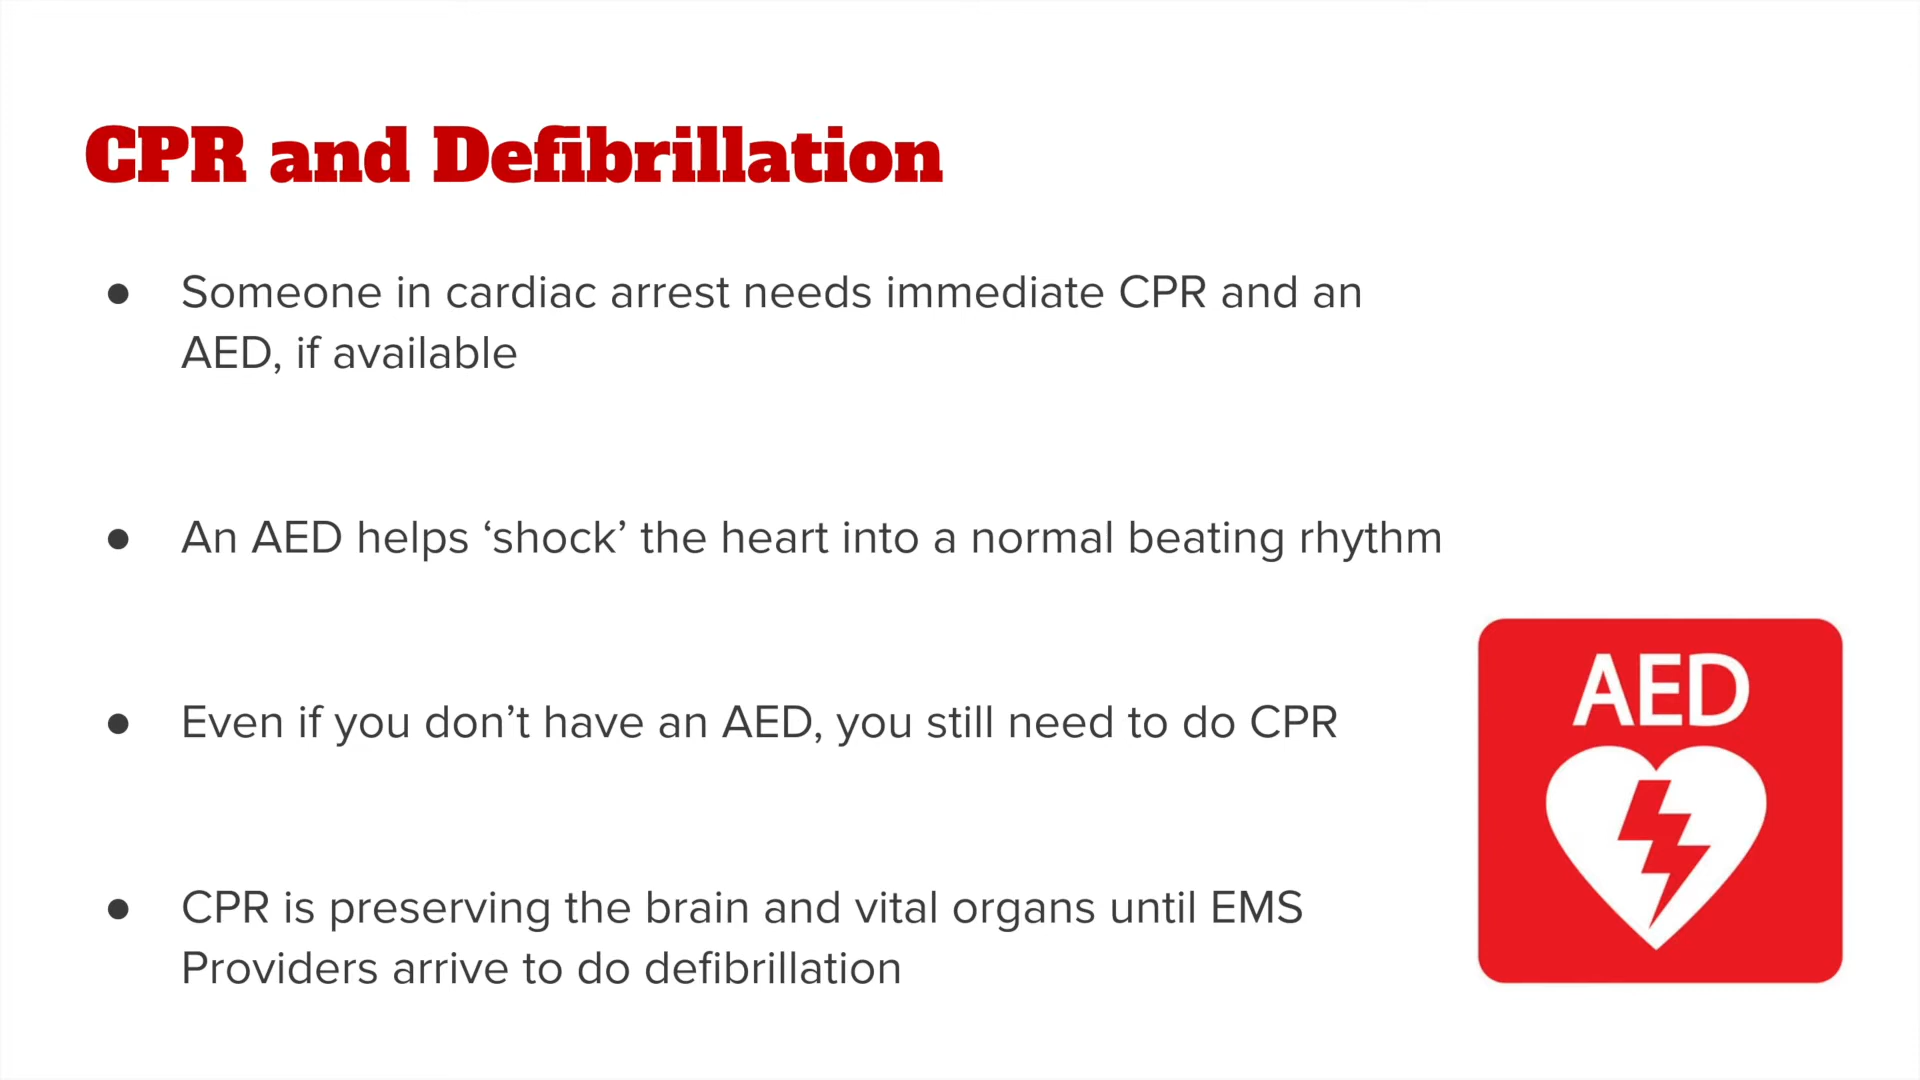 CPR and Defibrillation
● Someone in cardiac arrest needs immediate CPR and an
AED, if available
● An AED helps ‘shock’ the heart into a normal beating rhythm
● Even if you don’t have an AED, you still need to do CPR
● CPR is preserving the brain and vital organs until EMS
Providers arrive to do defibrillation
AED